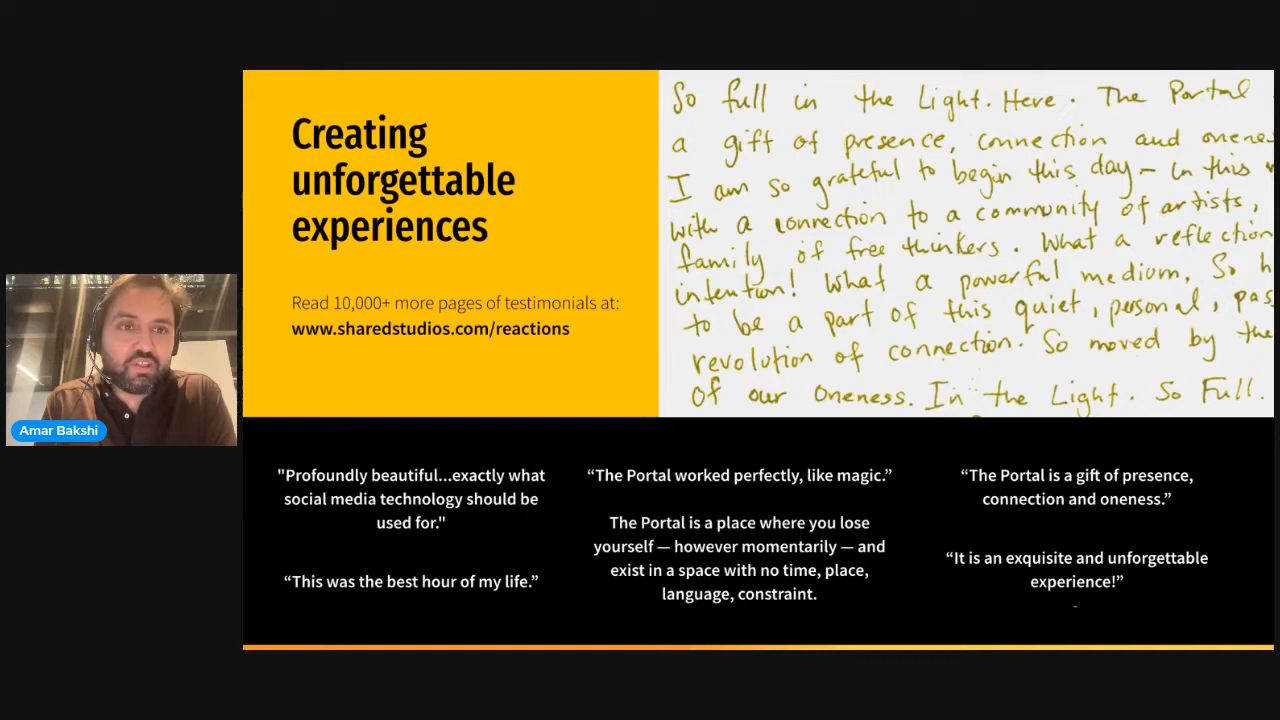 Creating
unforgettable
experiences
Read 10,000+ more pages of testimonials at:
www.sharedstudios.com/reactions
So full in the Light. Here. The Portal
a gift of presence, connection and
I am so grateful to begin this day – In this
with a connection to a community of artists,
family of free thinkers. What a reflection
intention! What a powerful medium. So
to be a part of this quiet, personal,
revolution of connection. So moved by the
of our Oneness. In the Light. So Full.
Amar Bakshi
"Profoundly beautiful...exactly what
social media technology should be
used for."
“This was the best hour of my life.”
“The Portal worked perfectly, like magic.”
The Portal is a place where you lose
yourself — however momentarily — and
exist in a space with no time, place,
language, constraint.
“The Portal is a gift of presence,
connection and oneness.”
“It is an exquisite and unforgettable
experience!”